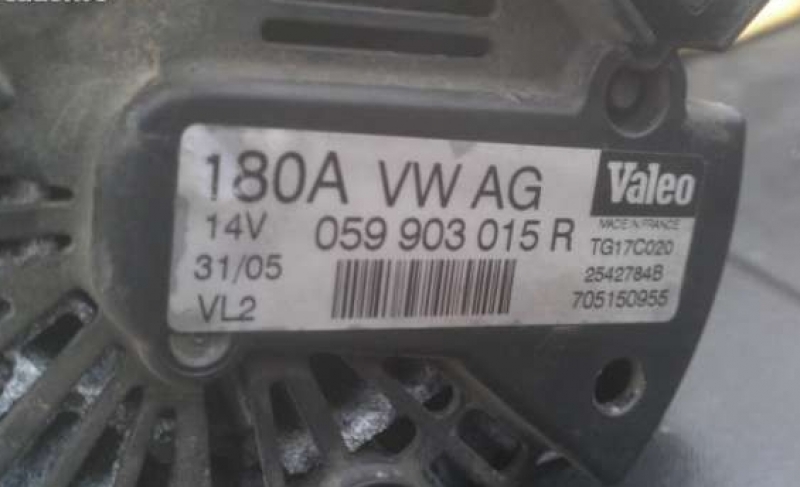 180A VW AG
Valeo
MADE IN FRANCE
14V 059 903 015 R
TG17C020
31/05
2542784B
VL2
705150955